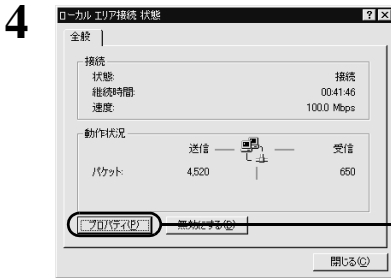 4
ローカル エリア接続 状態
全般
接続
状態: 接続
継続時間: 00:41:46
速度: 100.0 Mbps
動作状況
送信 受信
パケット: 4,520 650
プロパティ(P) 無効にする(D)
閉じる(C)